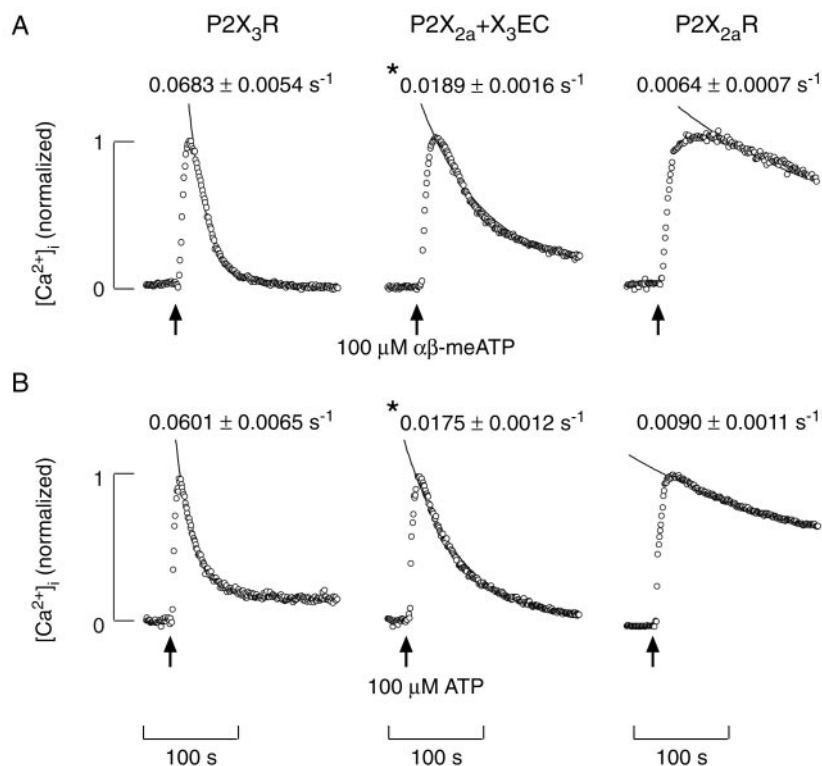 A
P2X3R P2X2a+X3EC P2X2aR
0.0683 ± 0.0054 s-1 * 0.0189 ± 0.0016 s-1 0.0064 ± 0.0007 s-1
1
[Ca2+]i (normalized)
0
100 μM αβ-meATP
B
0.0601 ± 0.0065 s-1 * 0.0175 ± 0.0012 s-1 0.0090 ± 0.0011 s-1
1
[Ca2+]i (normalized)
0
100 μM ATP
100 s 100 s 100 s